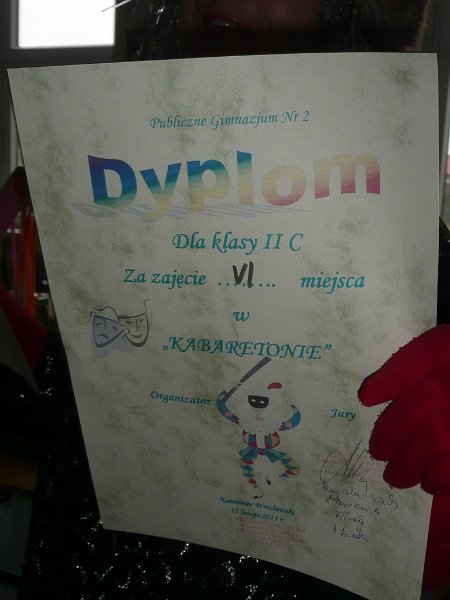 Publiczne Gimnazjum Nr 2
Dyplom
Dla klasy II C
Za zajęcie ...VI... miejsca
w
„KABARETONIE”
Organizator
Jury
Kamieniec Wrocławski
11 lutego 2011 r.